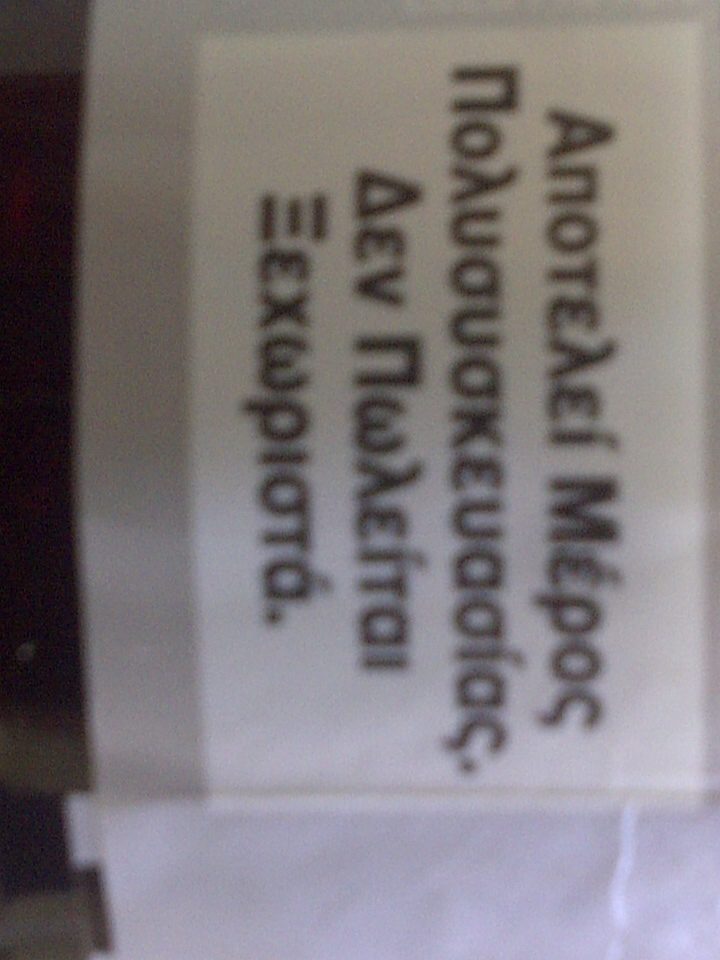 Αποτελεί Μέρος
Πολυσυσκευασίας.
Δεν Πωλείται
Ξεχωριστά.